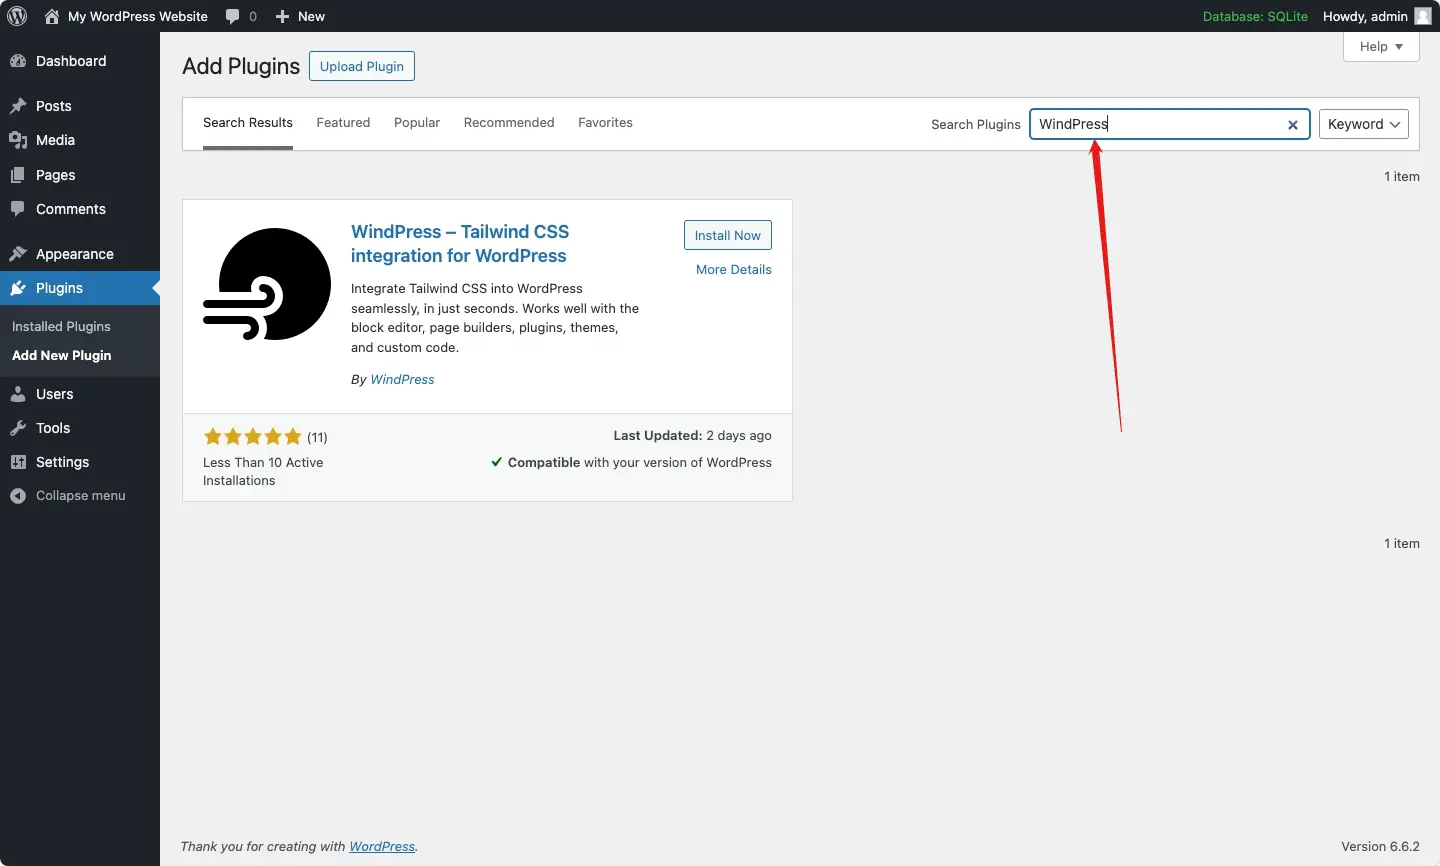 My WordPress Website 0 New Database: SQLite Howdy, admin
Help
Dashboard
Posts
Media
Pages
Comments
Appearance
Plugins
Installed Plugins
Add New Plugin
Users
Tools
Settings
Collapse menu
Add Plugins Upload Plugin
Search Results Featured Popular Recommended Favorites Search Plugins WindPress Keyword
1 item
WindPress – Tailwind CSS
integration for WordPress
Install Now
More Details
Integrate Tailwind CSS into WordPress
seamlessly, in just seconds. Works well with the
block editor, page builders, plugins, themes,
and custom code.
By WindPress
(11)
Less Than 10 Active
Installations
Last Updated: 2 days ago
Compatible with your version of WordPress
1 item
Thank you for creating with WordPress. Version 6.6.2